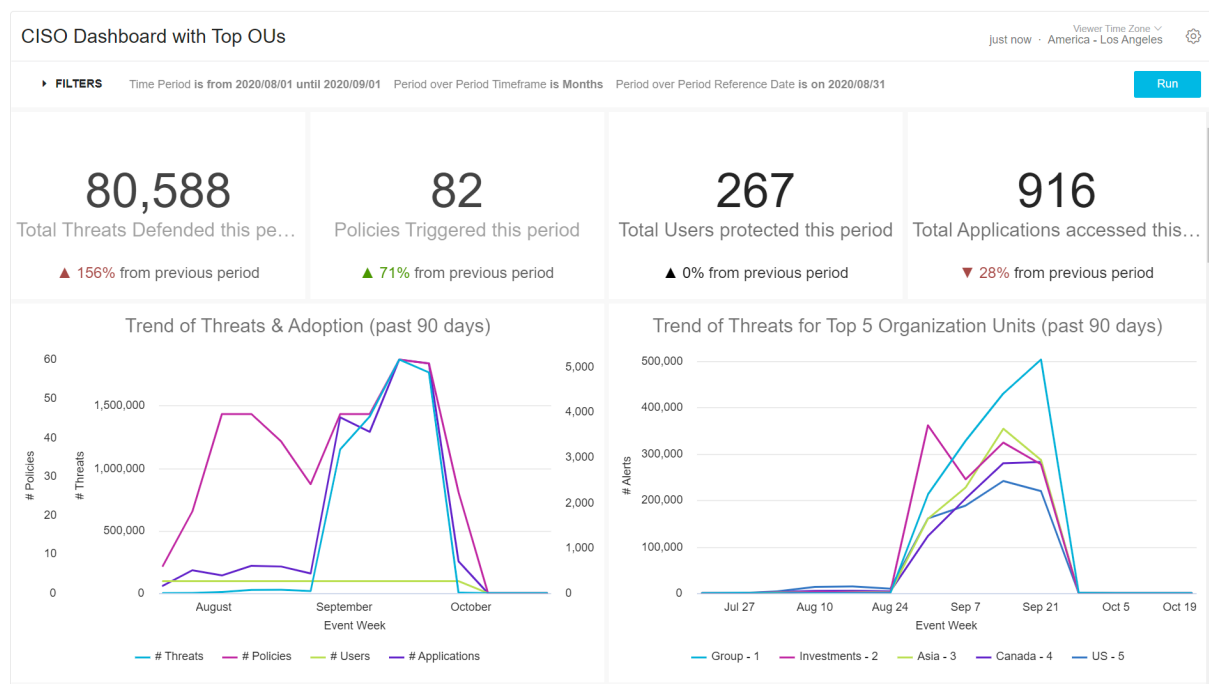 CISO Dashboard with Top OUs
Viewer Time Zone
just now · America - Los Angeles
FILTERS Time Period is from 2020/08/01 until 2020/09/01 Period over Period Timeframe is Months Period over Period Reference Date is on 2020/08/31
Run
80,588
Total Threats Defended this pe…
▲ 156% from previous period
82
Policies Triggered this period
▲ 71% from previous period
267
Total Users protected this period
▲ 0% from previous period
916
Total Applications accessed this…
▼ 28% from previous period
Trend of Threats & Adoption (past 90 days)
# Policies
60
50
40
30
20
10
0
# Threats
1,500,000
1,000,000
500,000
0
5,000
4,000
3,000
2,000
1,000
0
August September October
Event Week
# Threats # Policies # Users # Applications
Trend of Threats for Top 5 Organization Units (past 90 days)
# Alerts
500,000
400,000
300,000
200,000
100,000
0
Jul 27 Aug 10 Aug 24 Sep 7 Sep 21 Oct 5 Oct 19
Event Week
Group - 1 Investments - 2 Asia - 3 Canada - 4 US - 5